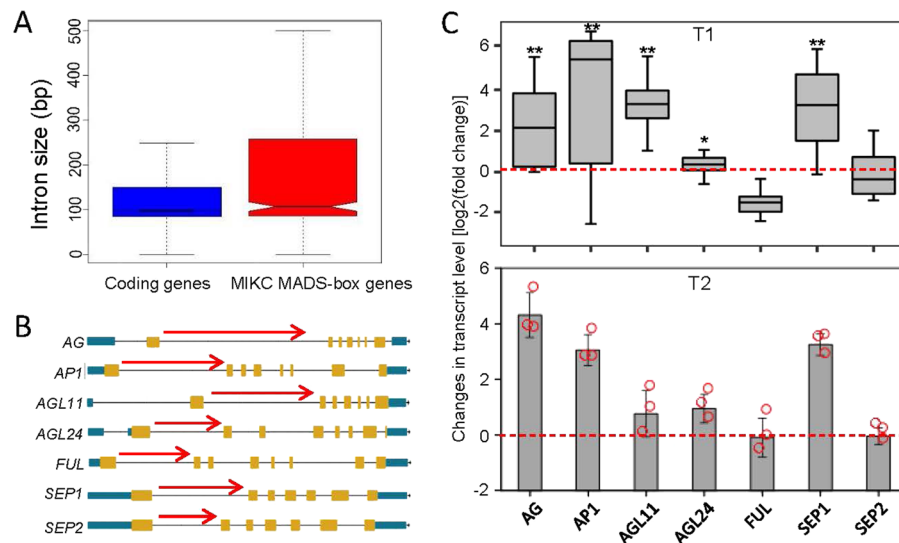 A
Intron size (bp)
500
400
300
200
100
0
Coding genes
MIKC MADS-box genes
B
AG
AP1
AGL11
AGL24
FUL
SEP1
SEP2
C
Changes in transcript level [log2(fold change)]
T1
6
4
2
0
-2
**
**
**
*
**
T2
6
4
2
0
-2
AG
AP1
AGL11
AGL24
FUL
SEP1
SEP2